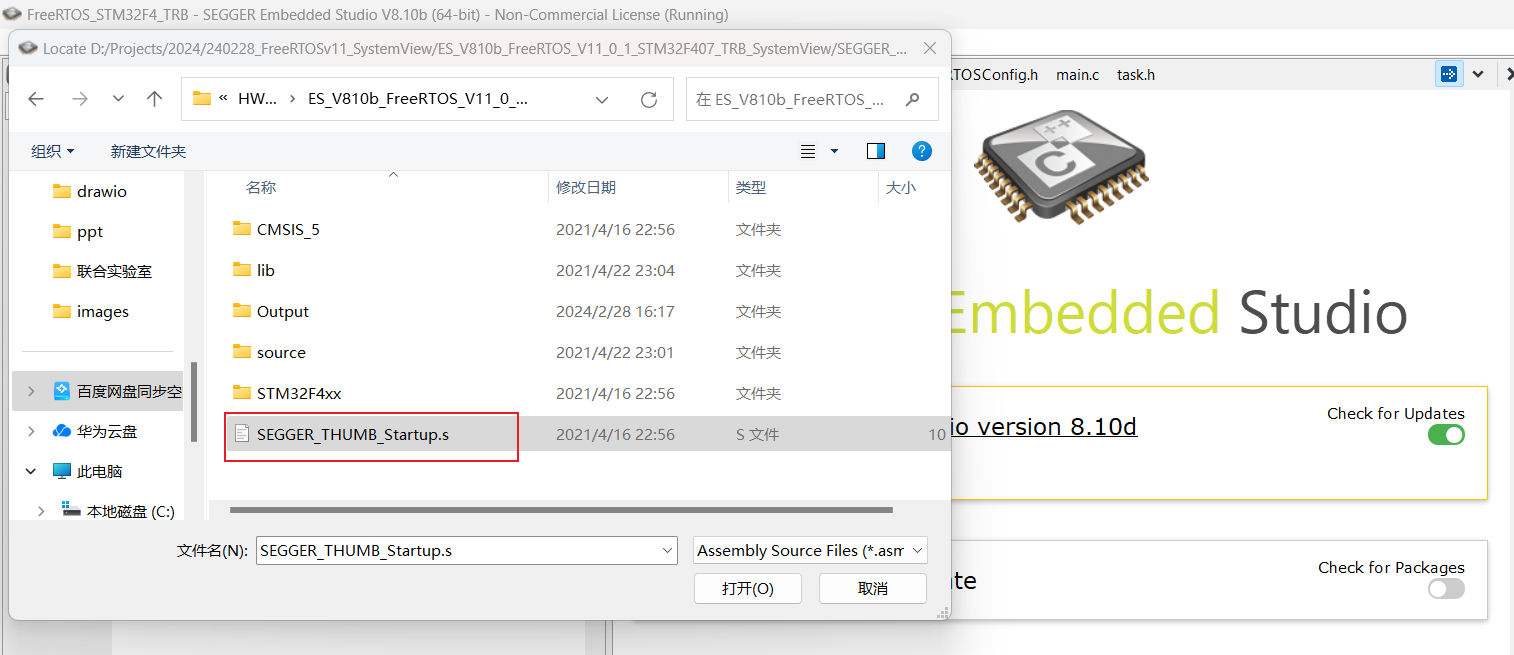 FreeRTOS_STM32F4_TRB - SEGGER Embedded Studio V8.10b (64-bit) - Non-Commercial License (Running)
Locate D:/Projects/2024/240228_FreeRTOSv11_SystemView/ES_V810b_FreeRTOS_V11_0_1_STM32F407_TRB_SystemView/SEGGER_...
« HW... › ES_V810b_FreeRTOS_V11_0_...
在 ES_V810b_FreeRTOS_...
TOSConfig.h main.c task.h
组织 新建文件夹
drawio
ppt
联合实验室
images
百度网盘同步空
华为云盘
此电脑
本地磁盘 (C:)
名称 修改日期 类型 大小
CMSIS_5 2021/4/16 22:56 文件夹
lib 2021/4/22 23:04 文件夹
Output 2024/2/28 16:17 文件夹
source 2021/4/22 23:01 文件夹
STM32F4xx 2021/4/16 22:56 文件夹
SEGGER_THUMB_Startup.s 2021/4/16 22:56 S 文件 10
文件名(N): SEGGER_THUMB_Startup.s Assembly Source Files (*.asm
打开(O) 取消
C
Embedded Studio
Check for Updates
io version 8.10d
Check for Packages
te